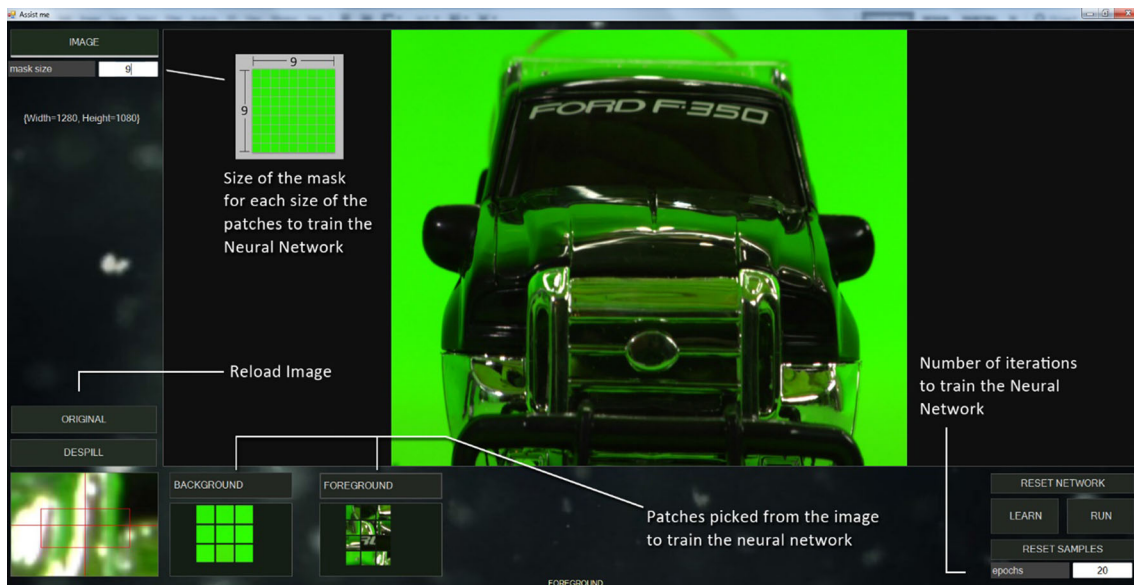 Assist me
IMAGE
mask size 9
{Width=1280, Height=1080}
9
9
Size of the mask
for each size of the
patches to train the
Neural Network
FORD F-350
Reload Image
Number of iterations
to train the Neural
Network
ORIGINAL
DESPILL
BACKGROUND
FOREGROUND
Patches picked from the image
to train the neural network
RESET NETWORK
LEARN RUN
RESET SAMPLES
epochs 20
FOREGROUND